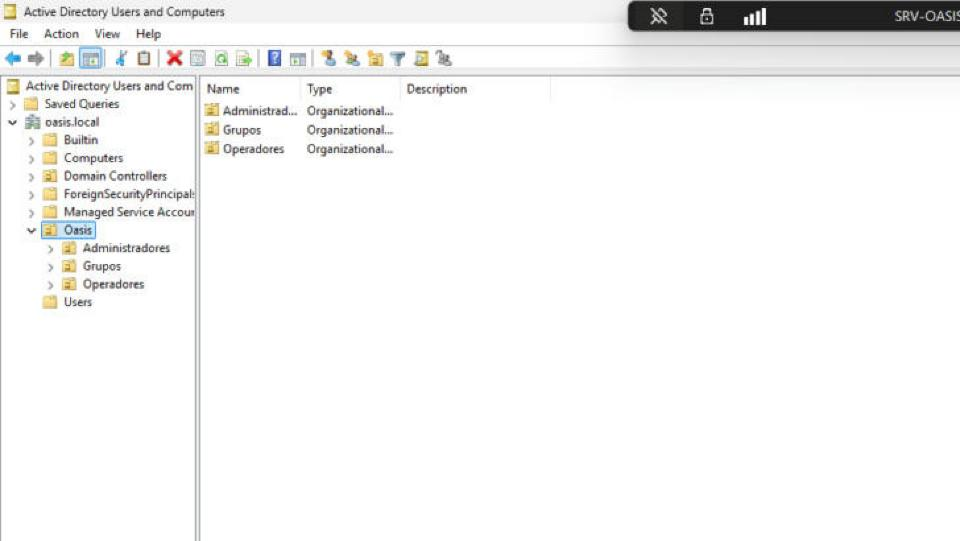 Active Directory Users and Computers
SRV-OASIS
File Action View Help
Active Directory Users and Com
Saved Queries
oasis.local
Builtin
Computers
Domain Controllers
ForeignSecurityPrincipals
Managed Service Accour
Oasis
Administradores
Grupos
Operadores
Users
Name Type Description
Administrad... Organizational...
Grupos Organizational...
Operadores Organizational...